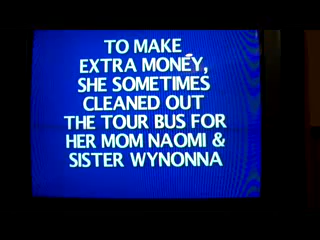 TO MAKE
EXTRA MONEY,
SHE SOMETIMES
CLEANED OUT
THE TOUR BUS FOR
HER MOM NAOMI &
SISTER WYNONNA